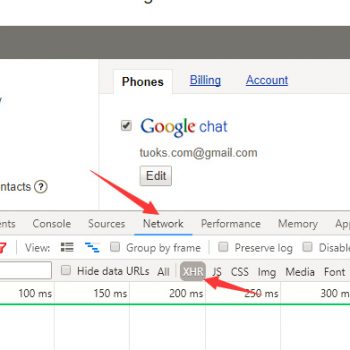 Phones Billing Account
Google chat
tuoks.com@gmail.com
Edit
ontacts (?)
ents Console Sources Network Performance Memory App
View: Group by frame Preserve log Disable
Hide data URLs All XHR JS CSS Img Media Font
100 ms 150 ms 200 ms 250 ms 300 m